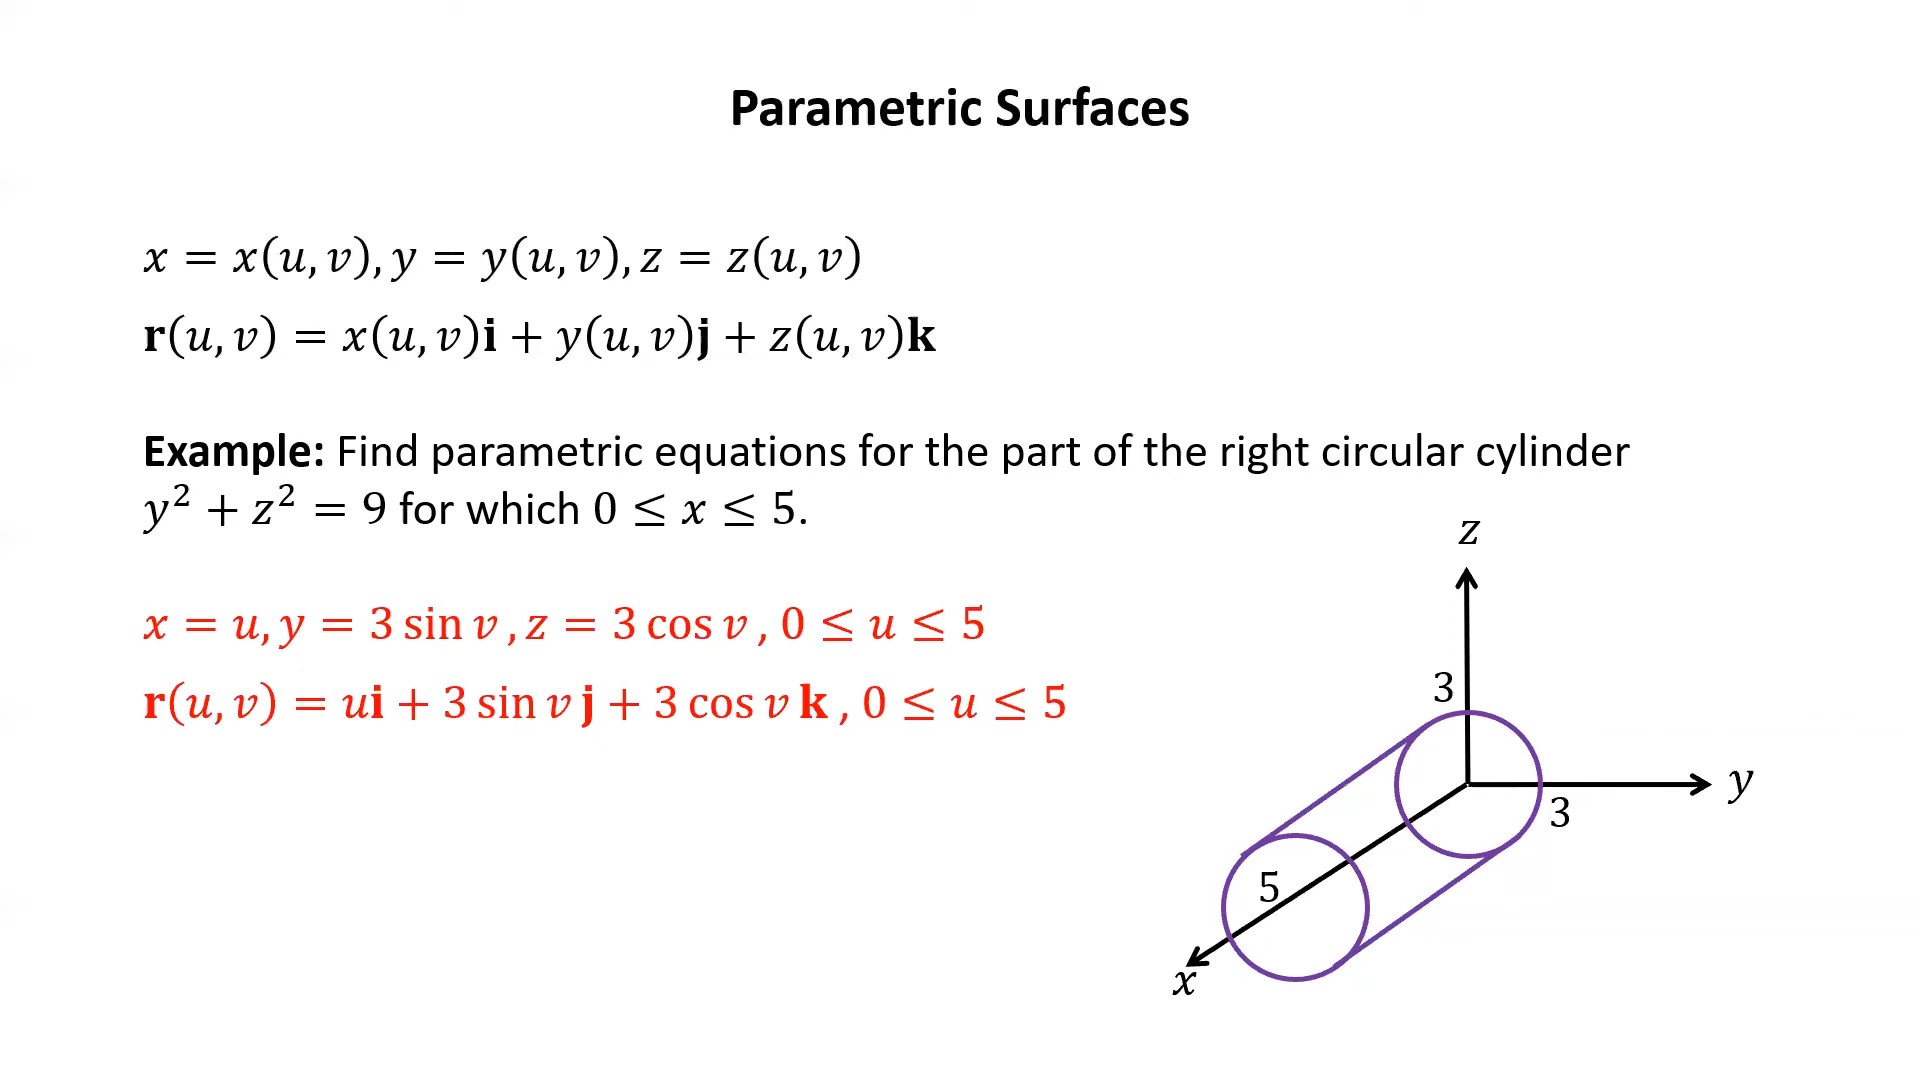 Parametric Surfaces
x = x(u, v), y = y(u, v), z = z(u, v)
r(u, v) = x(u, v)i + y(u, v)j + z(u, v)k
Example: Find parametric equations for the part of the right circular cylinder
y² + z² = 9 for which 0 ≤ x ≤ 5.
x = u, y = 3 sin v , z = 3 cos v , 0 ≤ u ≤ 5
r(u, v) = ui + 3 sin v j + 3 cos v k , 0 ≤ u ≤ 5
z
3
y
3
5
x